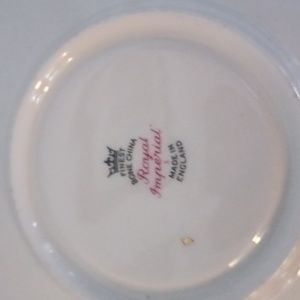 FINEST
BONE CHINA
Royal
Imperial
MADE IN
ENGLAND